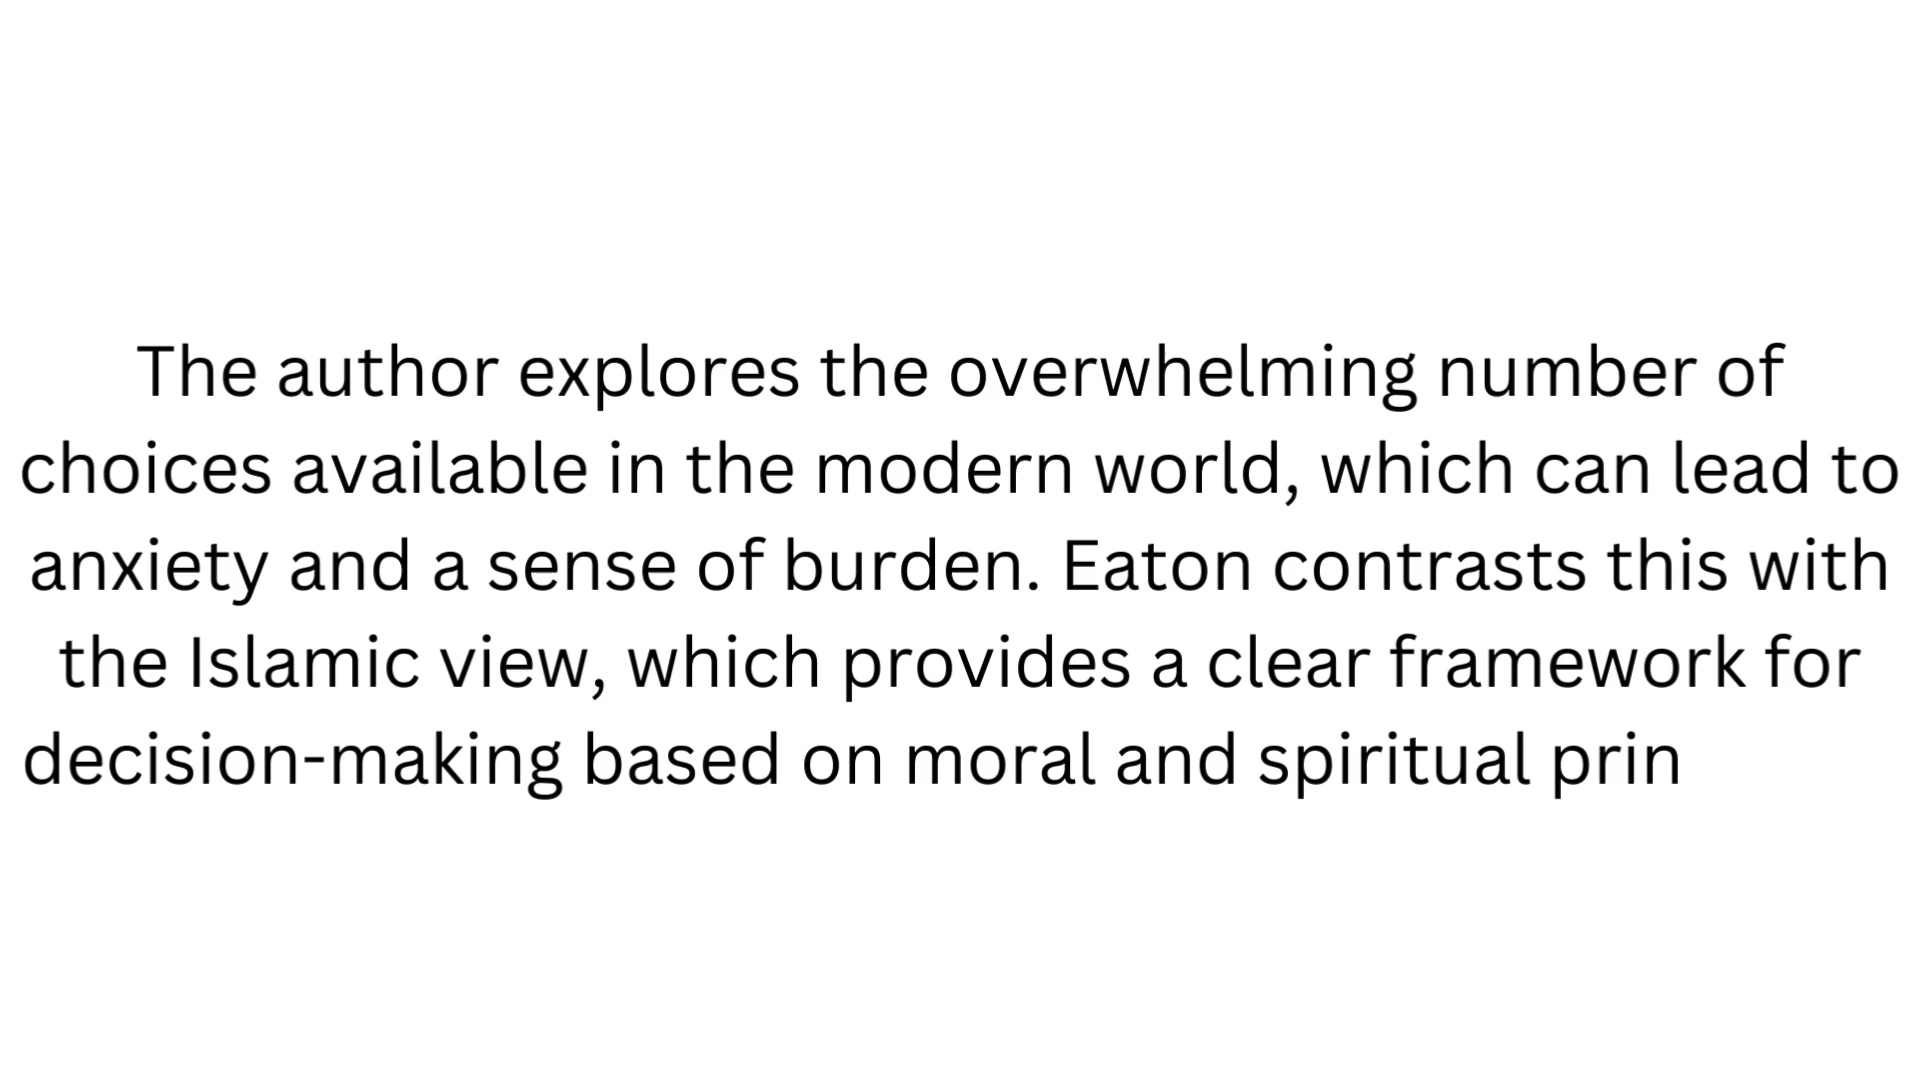 The author explores the overwhelming number of
choices available in the modern world, which can lead to
anxiety and a sense of burden. Eaton contrasts this with
the Islamic view, which provides a clear framework for
decision-making based on moral and spiritual prin